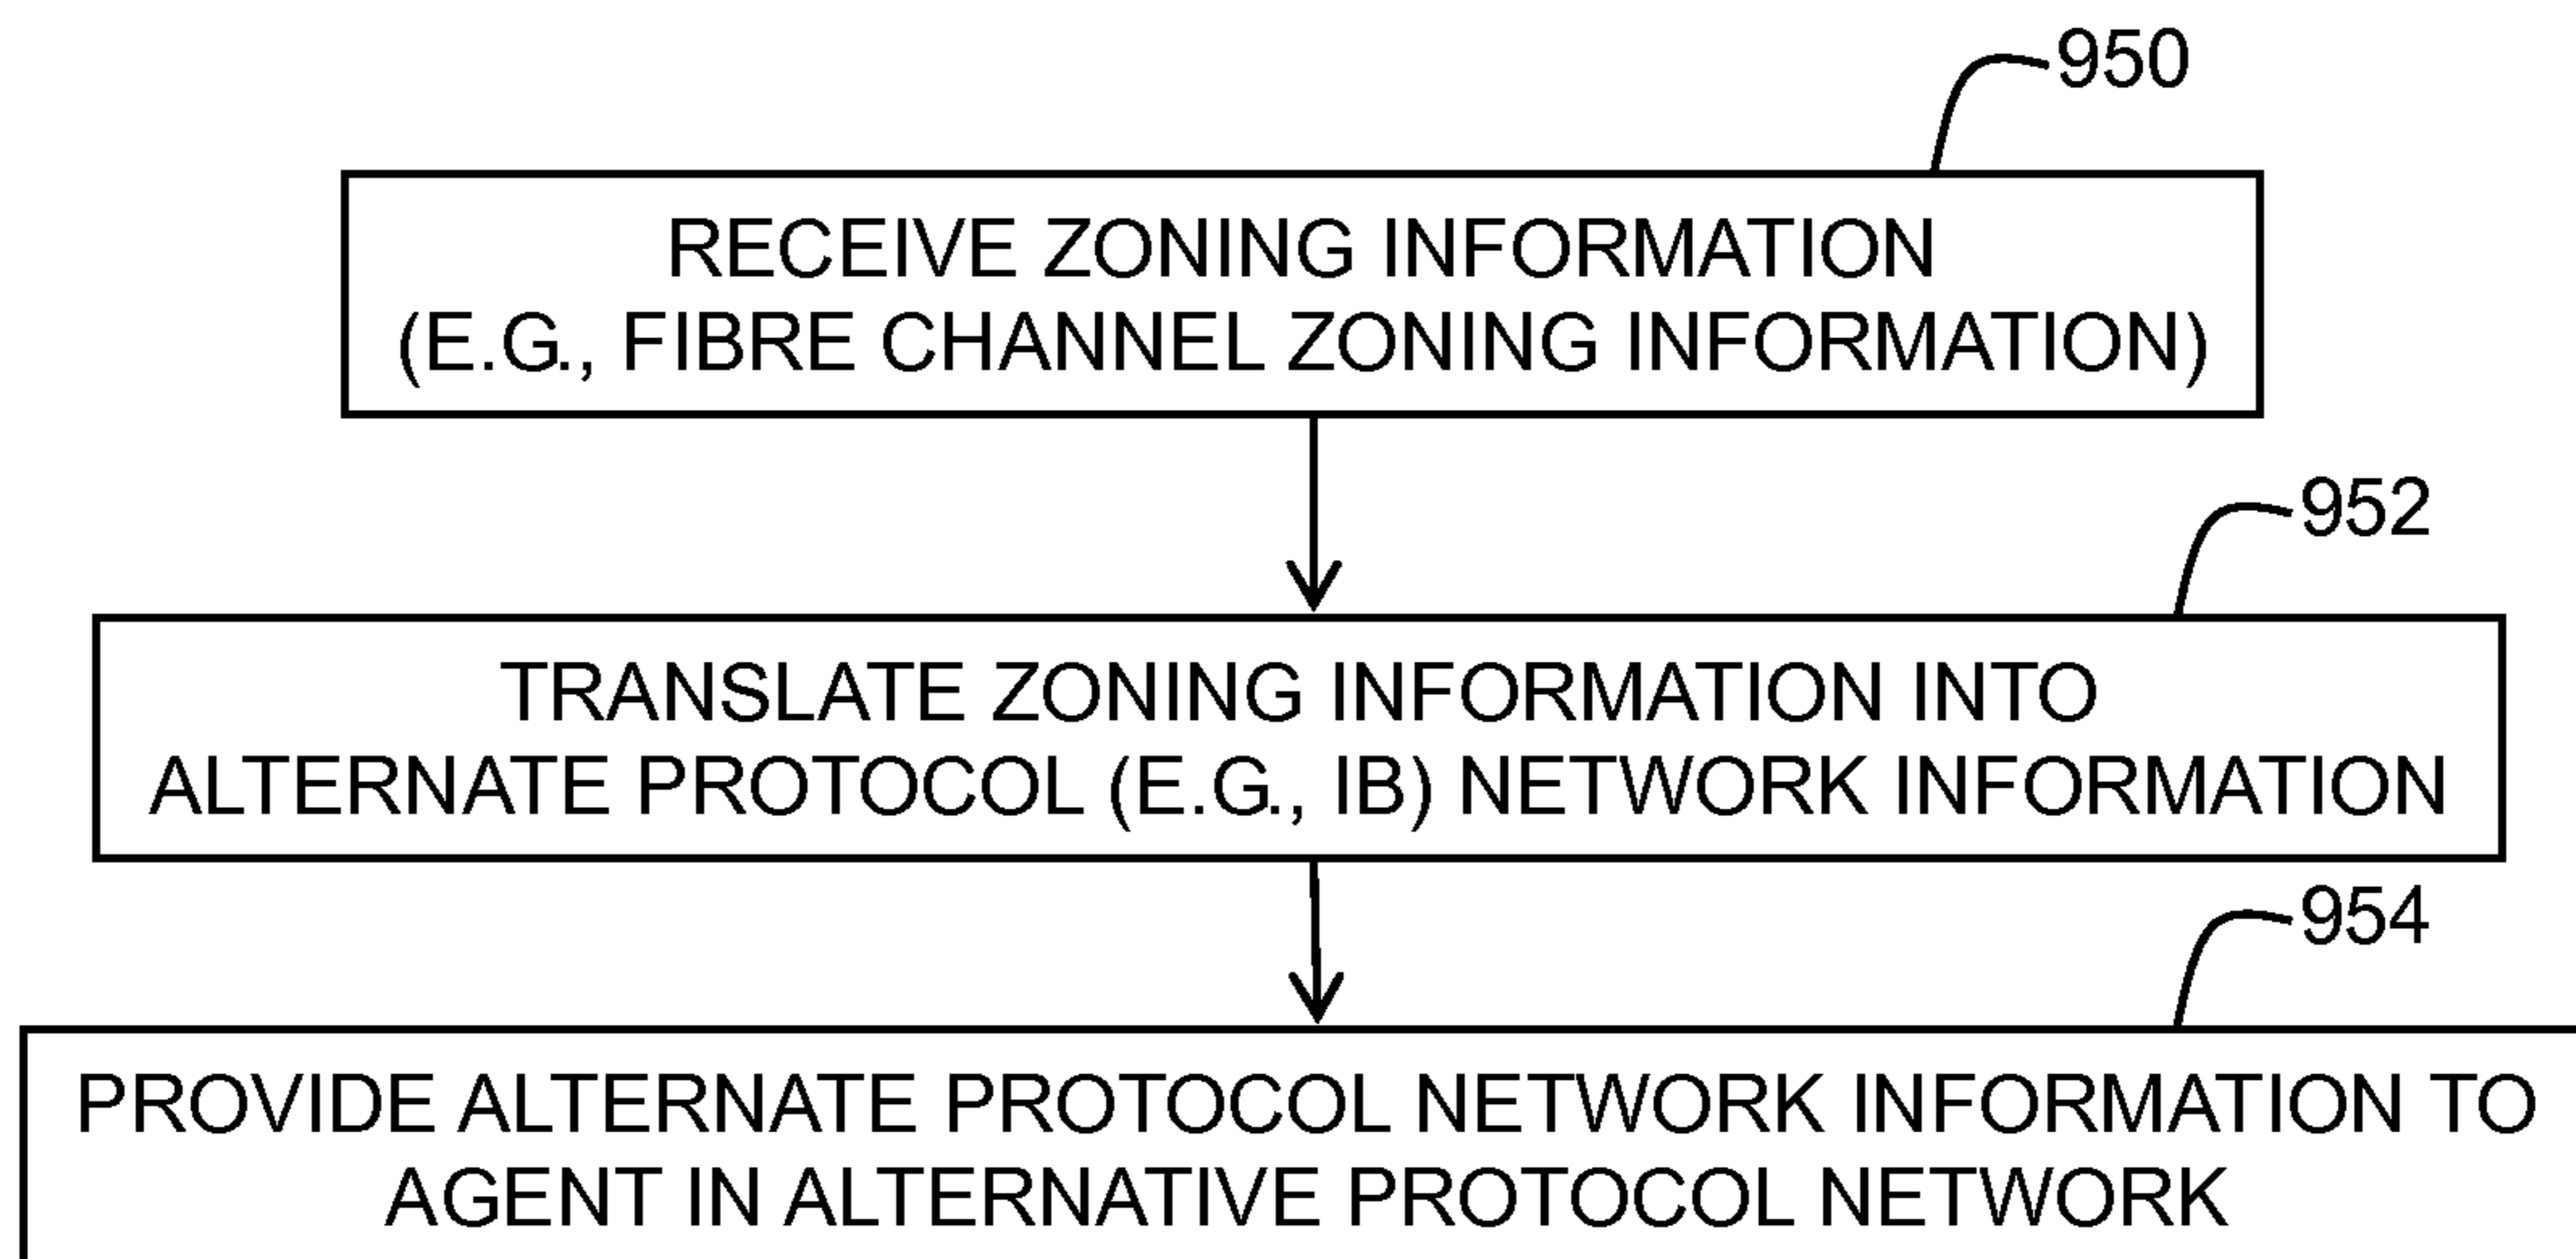 950
RECEIVE ZONING INFORMATION
(E.G., FIBRE CHANNEL ZONING INFORMATION)
952
TRANSLATE ZONING INFORMATION INTO
ALTERNATE PROTOCOL (E.G., IB) NETWORK INFORMATION
954
PROVIDE ALTERNATE PROTOCOL NETWORK INFORMATION TO
AGENT IN ALTERNATIVE PROTOCOL NETWORK